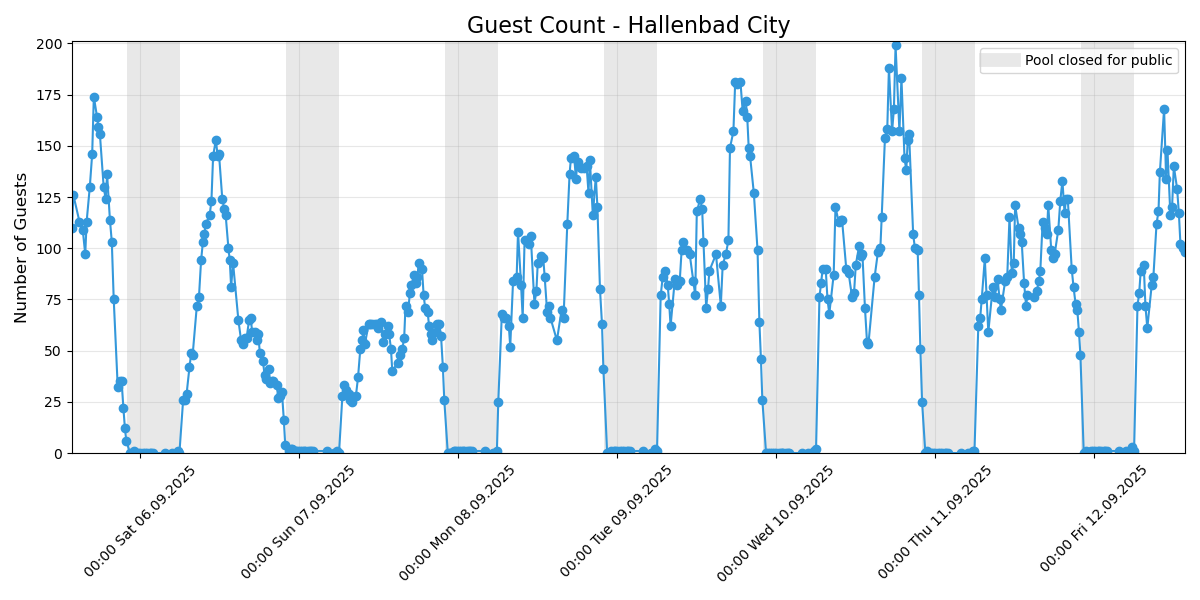 Guest Count - Hallenbad City
Pool closed for public
Number of Guests
200
175
150
125
100
75
50
25
0
00:00 Sat 06.09.2025
00:00 Sun 07.09.2025
00:00 Mon 08.09.2025
00:00 Tue 09.09.2025
00:00 Wed 10.09.2025
00:00 Thu 11.09.2025
00:00 Fri 12.09.2025